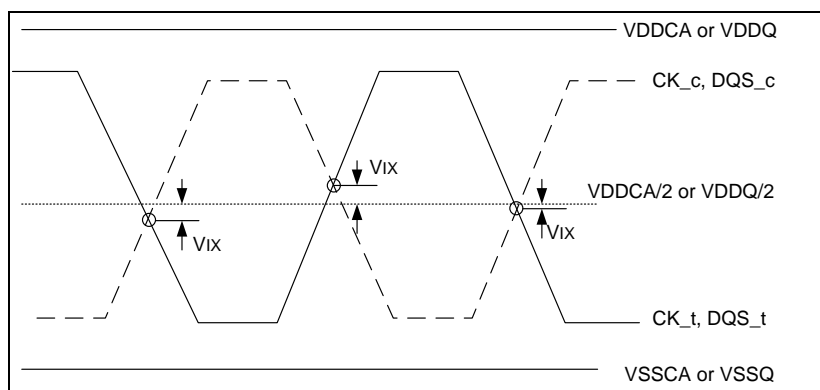 VDDCA or VDDQ
CK_c, DQS_c
VIX
VDDCA/2 or VDDQ/2
VIX
VIX
CK_t, DQS_t
VSSCA or VSSQ